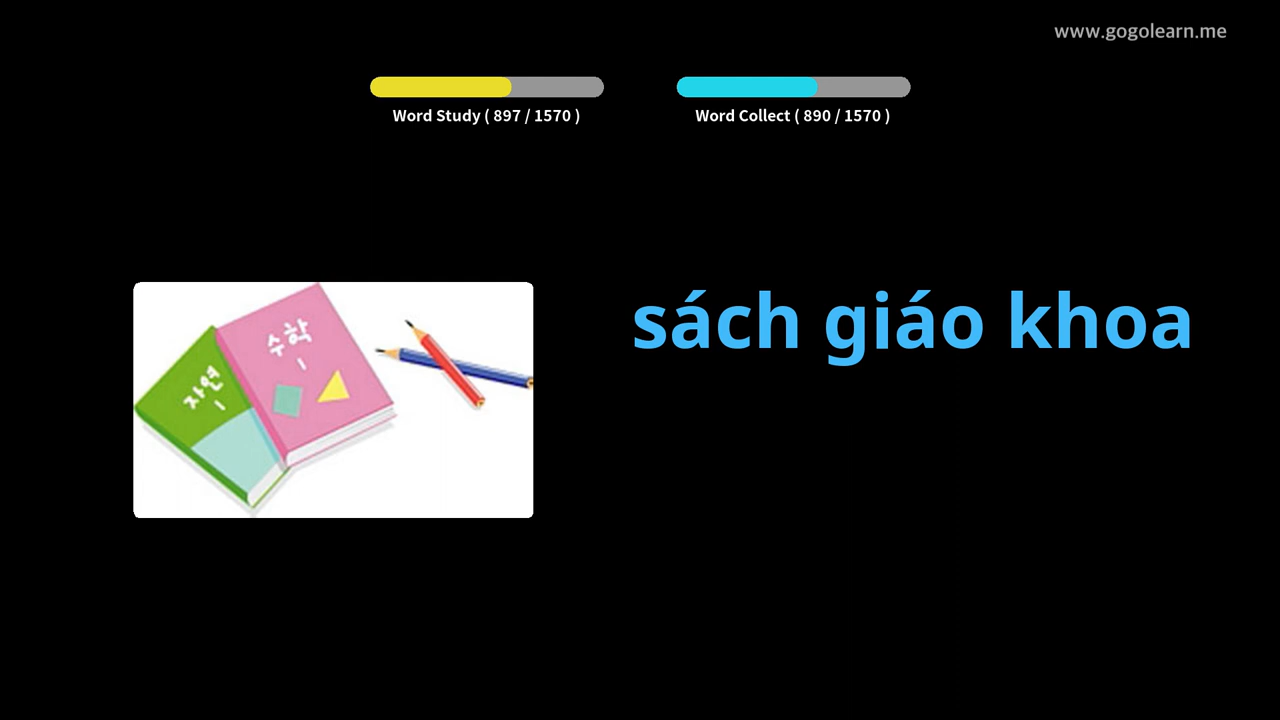 www.gogolearn.me
Word Study ( 897 / 1570 )
Word Collect ( 890 / 1570 )
sách giáo khoa
수학
1
자연
1